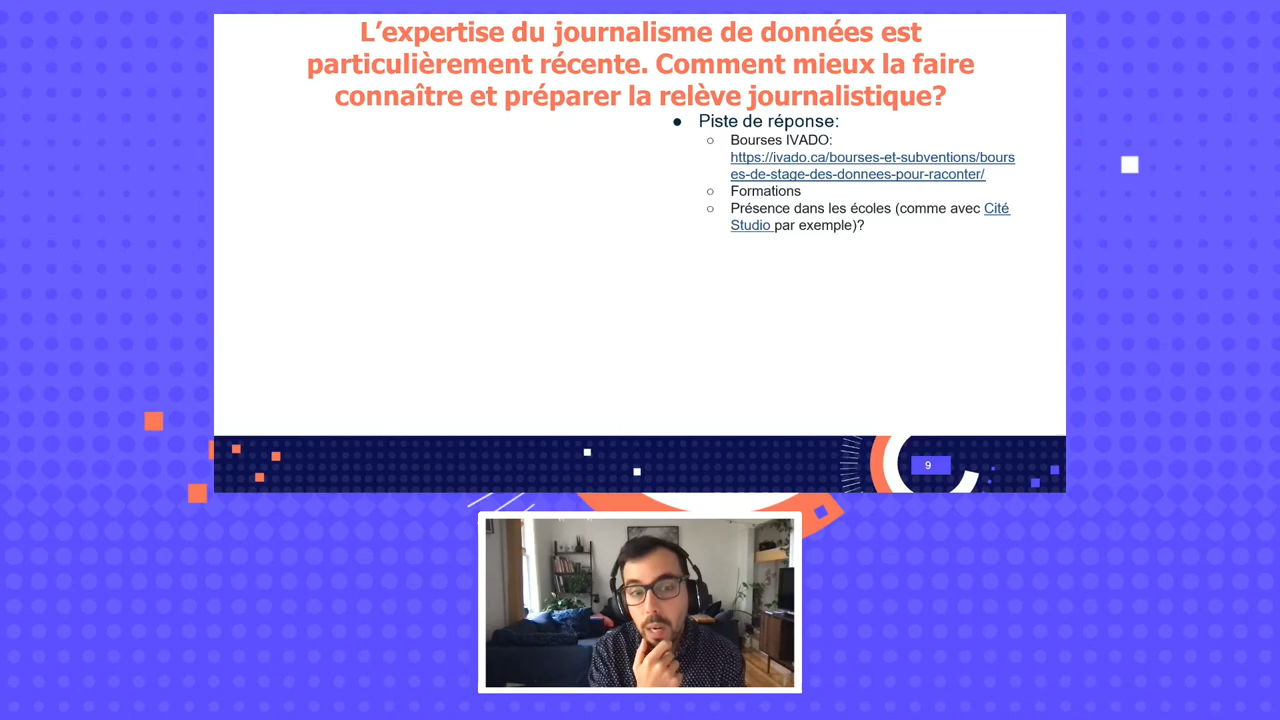 L’expertise du journalisme de données est
particulièrement récente. Comment mieux la faire
connaître et préparer la relève journalistique?
● Piste de réponse:
○ Bourses IVADO:
https://ivado.ca/bourses-et-subventions/bours
es-de-stage-des-donnees-pour-raconter/
○ Formations
○ Présence dans les écoles (comme avec Cité
Studio par exemple)?
9